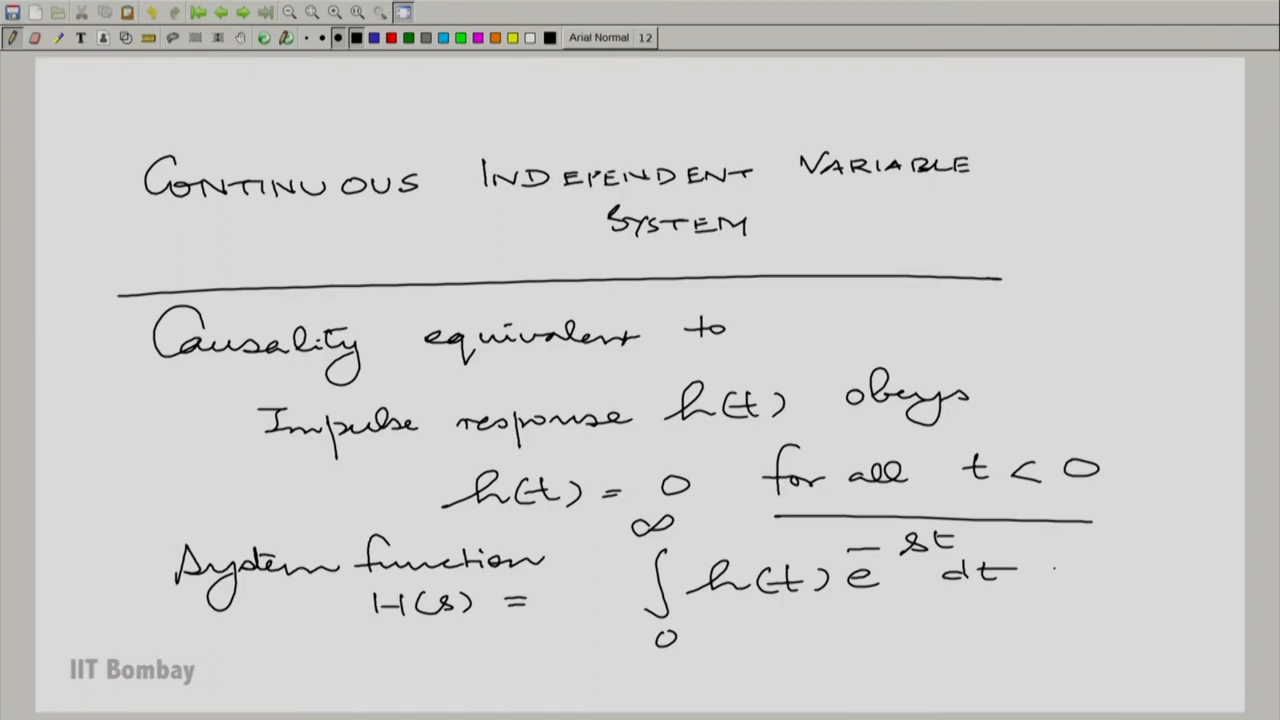 Arial Normal 12
CONTINUOUS INDEPENDENT VARIABLE
SYSTEM
Causality equivalent to
Impulse response h(t) obeys
h(t) = 0 for all t < 0
System function
H(s) = ∫₀^∞ h(t) e^{-st} dt
IIT Bombay